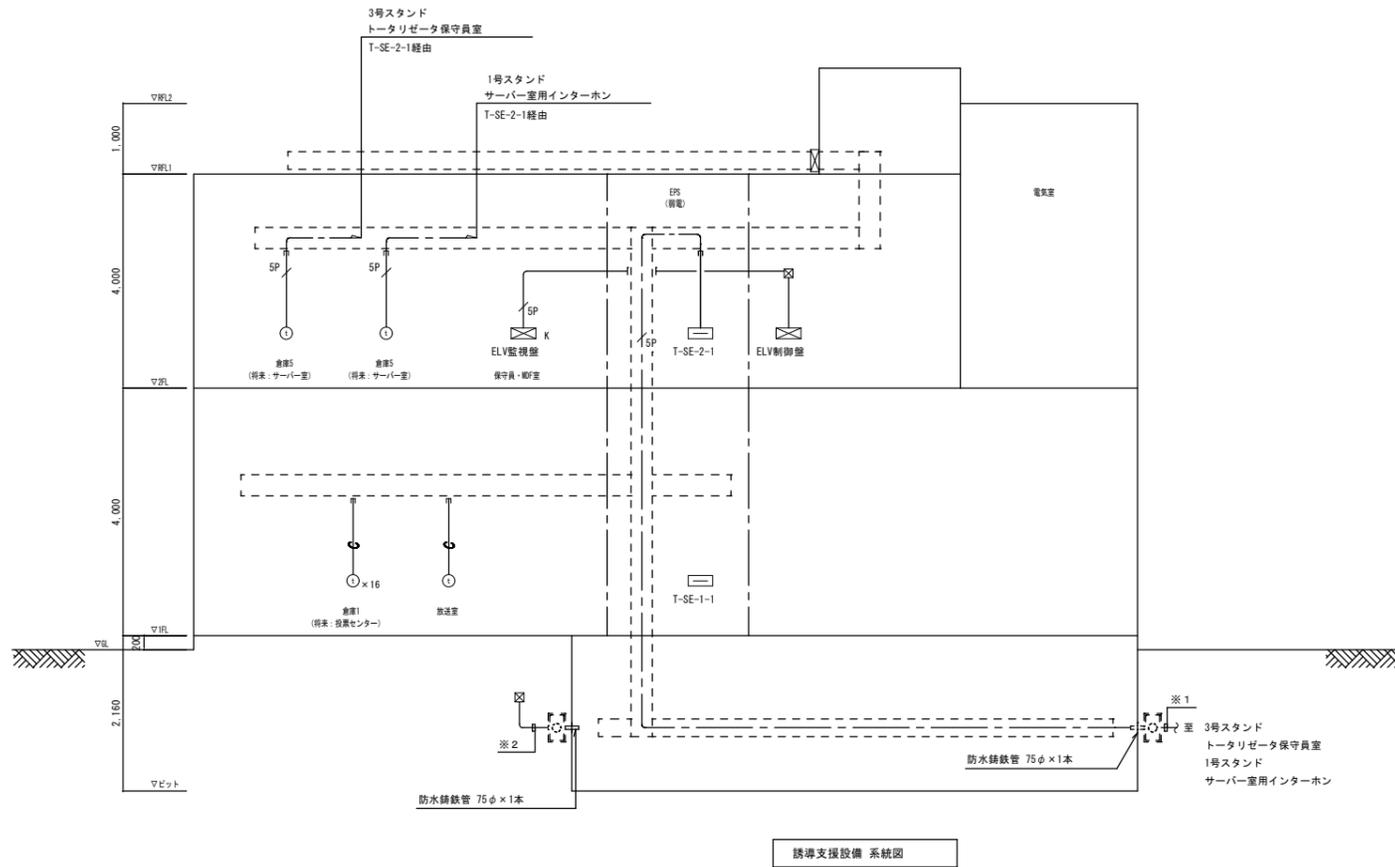 3号スタンド
トータリゼータ保守員室
T-SE-2-1経由
1号スタンド
サーバー室用インターホン
T-SE-2-1経由
▽RFL2
1,000
▽RFL1
EPS
(弱電)
電気室
4,000
5P
5P
5P
5P
K
ELV監視盤
T-SE-2-1
ELV制御盤
倉庫5
(将来:サーバー室)
倉庫5
(将来:サーバー室)
保守員・MDF室
▽2FL
4,000
t
t
t
×16
t
T-SE-1-1
倉庫1
(将来:投票センター)
放送室
▽1FL
▽GL
200
2,160
※1
※2
至
3号スタンド
トータリゼータ保守員室
1号スタンド
サーバー室用インターホン
防水鋳鉄管 75φ×1本
▽ピット
防水鋳鉄管 75φ×1本
誘導支援設備 系統図